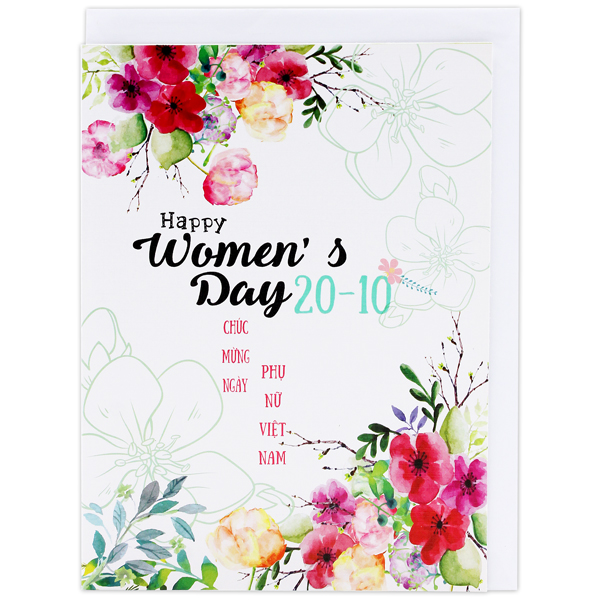 Happy
Women' s
Day 20-10
CHÚC
MỪNG
NGÀY
PHỤ
NỮ
VIỆT
NAM